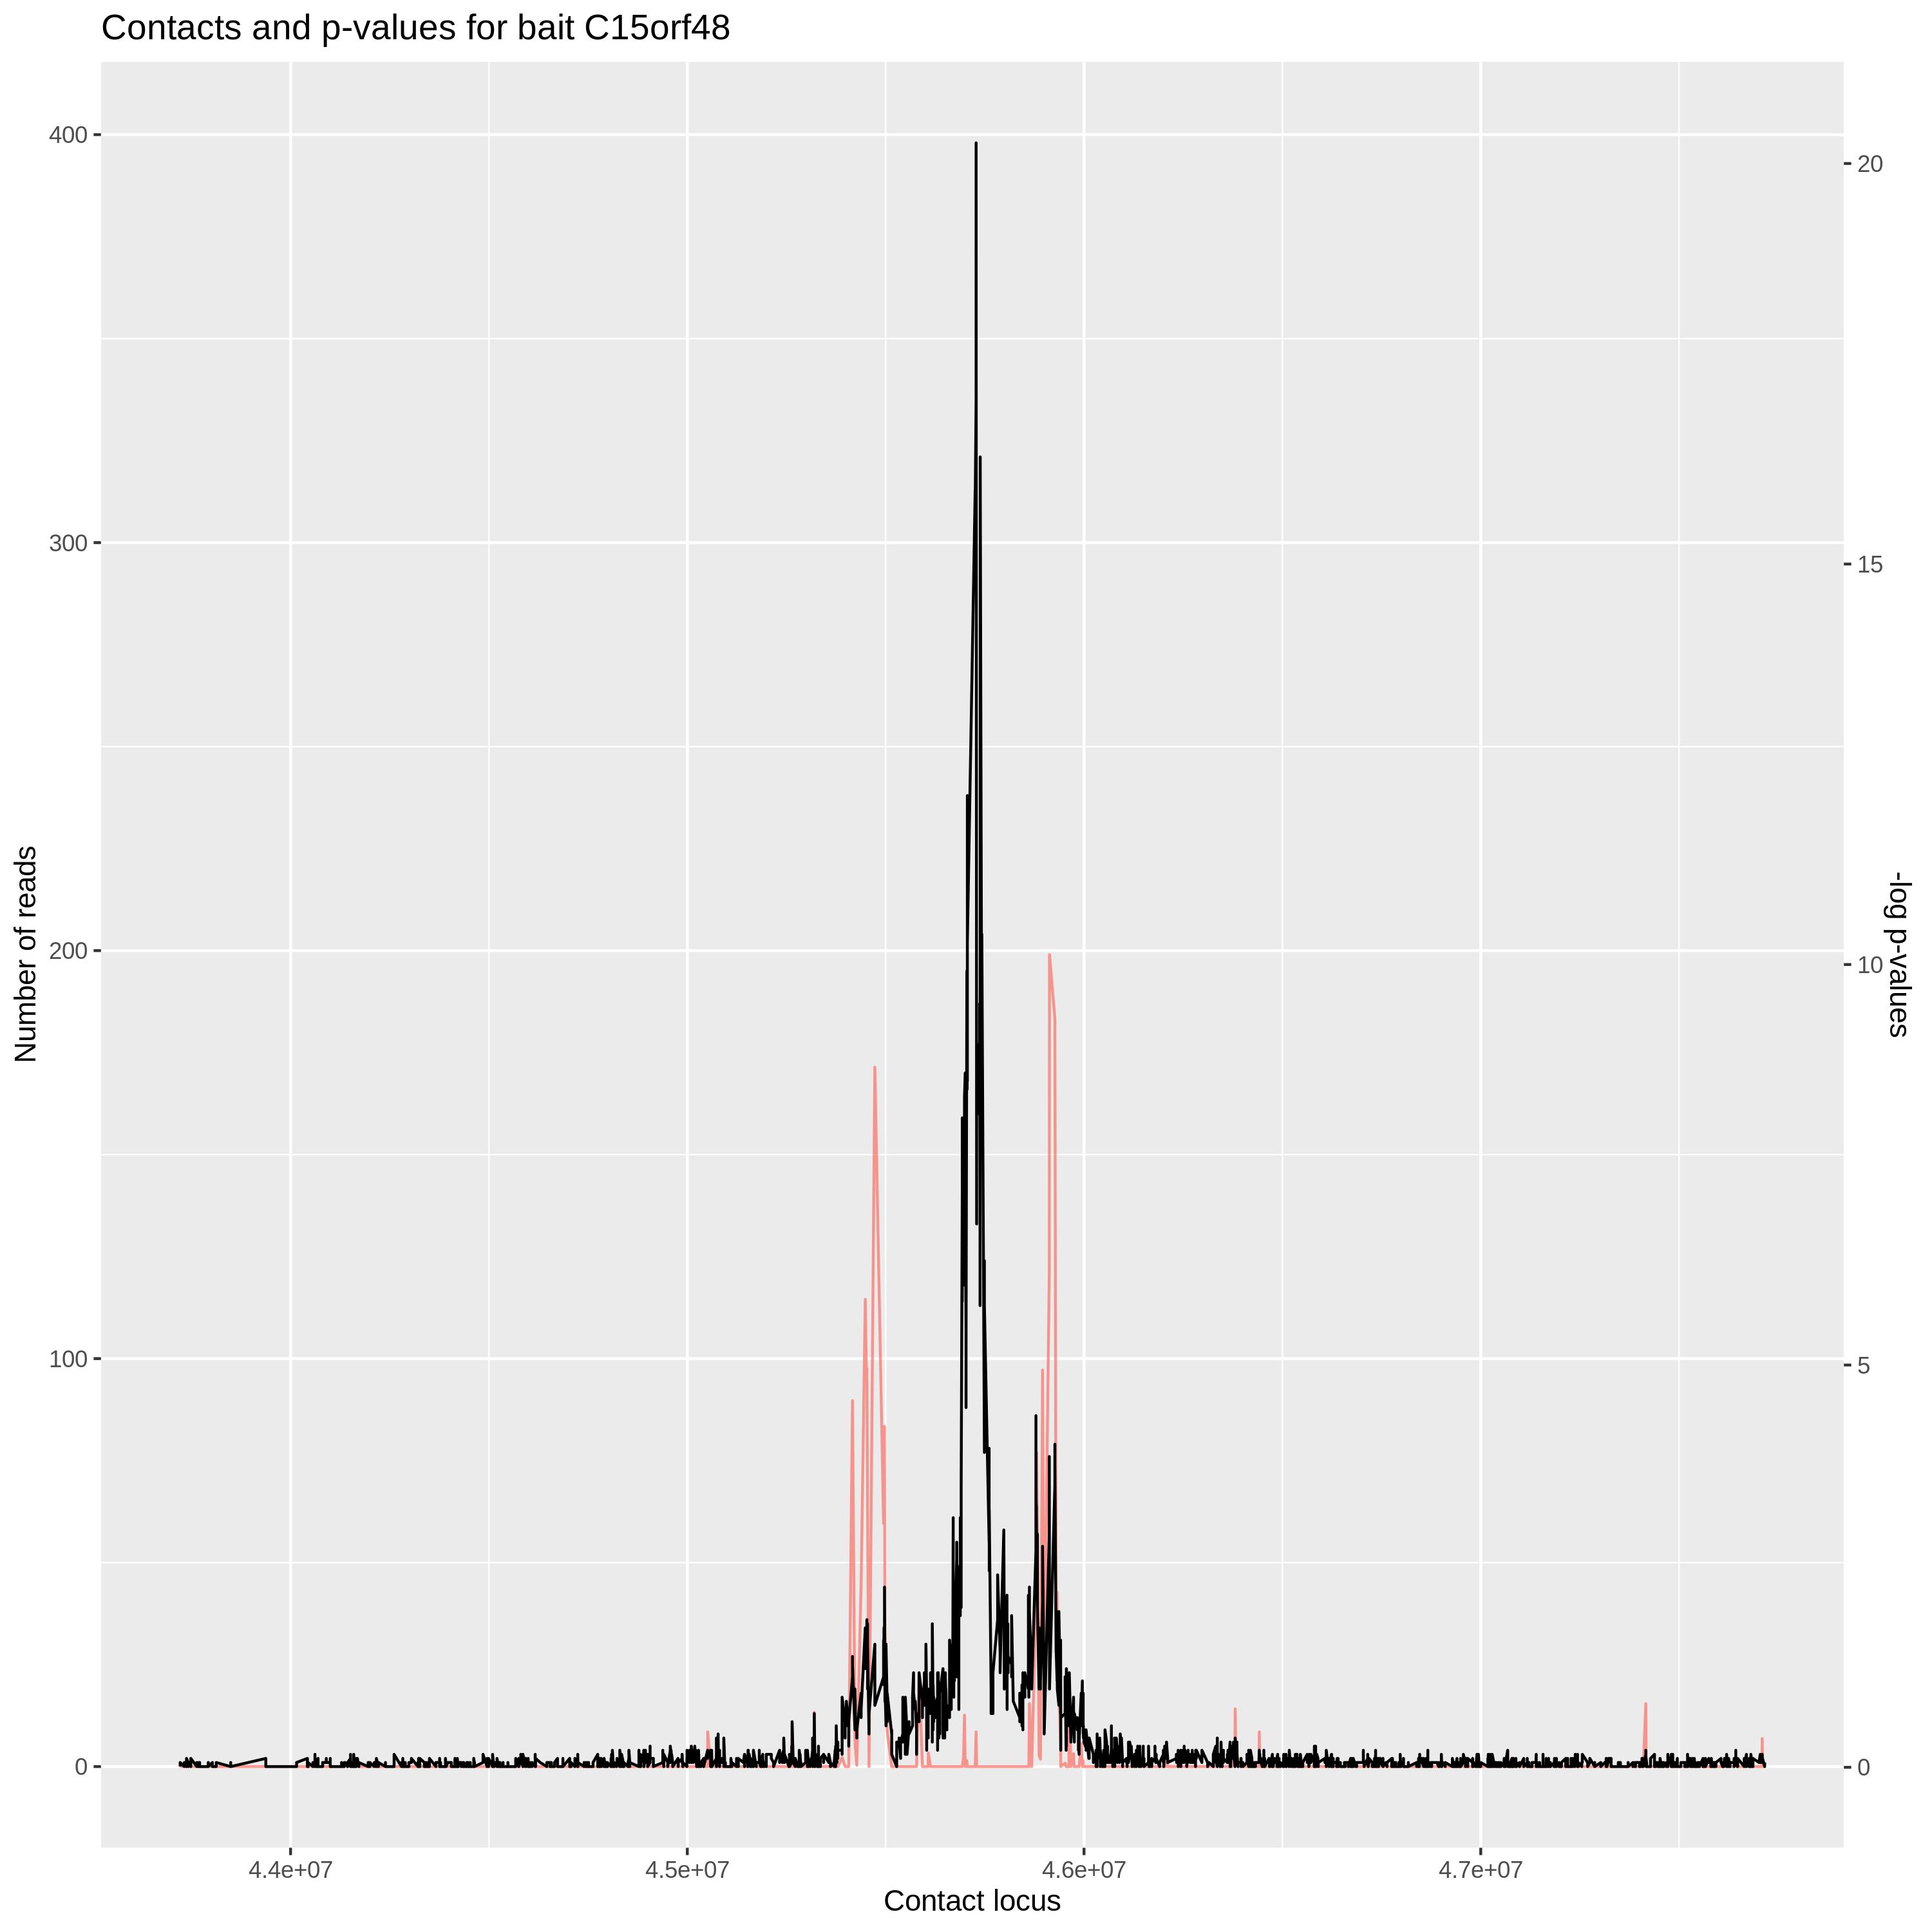 Contacts and p-values for bait C15orf48
400
300
200
100
0
Number of reads
20
15
10
5
0
-log p-values
4.4e+07 4.5e+07 4.6e+07 4.7e+07
Contact locus